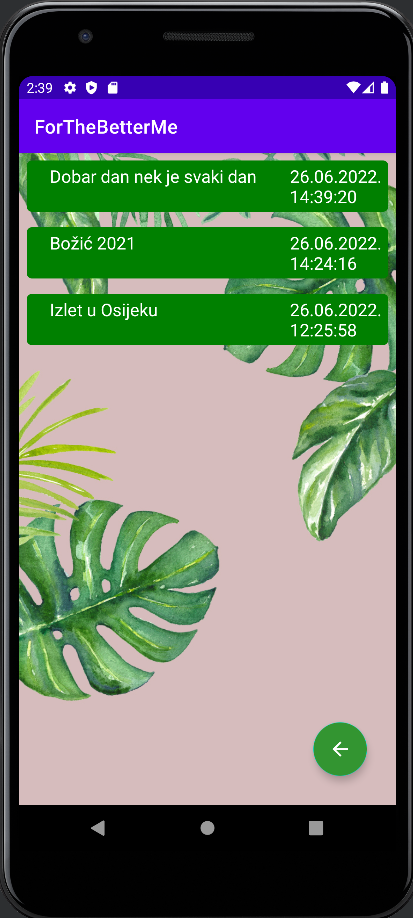 2:39
ForTheBetterMe
Dobar dan nek je svaki dan
26.06.2022.
14:39:20
Božić 2021
26.06.2022.
14:24:16
Izlet u Osijeku
26.06.2022.
12:25:58